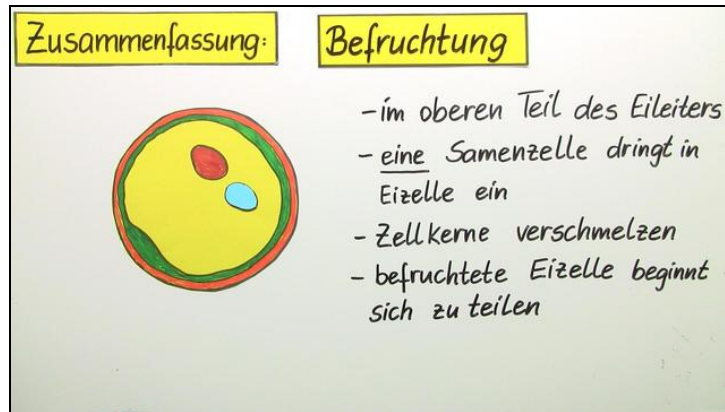 Zusammenfassung:
Befruchtung
- im oberen Teil des Eileiters
- eine Samenzelle dringt in
Eizelle ein
- Zellkerne verschmelzen
- befruchtete Eizelle beginnt
sich zu teilen